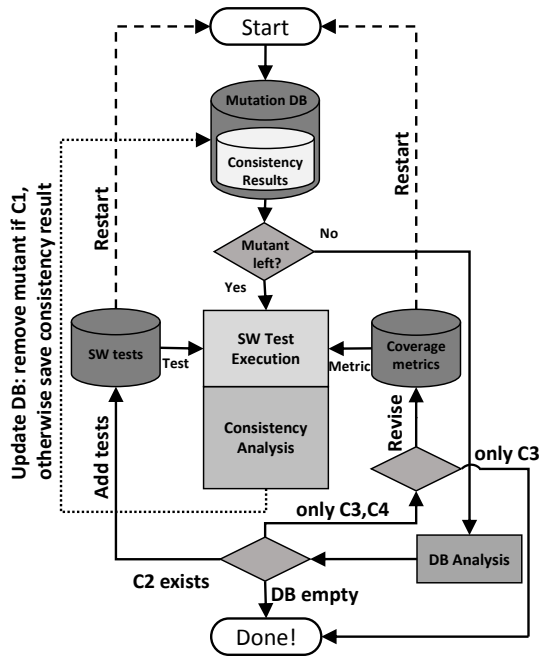 Start
Mutation DB
Consistency
Results
Restart
Restart
Mutant
left?
No
Yes
Update DB: remove mutant if C1,
otherwise save consistency result
SW tests
Test
SW Test
Execution
Metric
Coverage
metrics
Consistency
Analysis
Add tests
Revise
only C3
only C3,C4
DB Analysis
C2 exists
DB empty
Done!